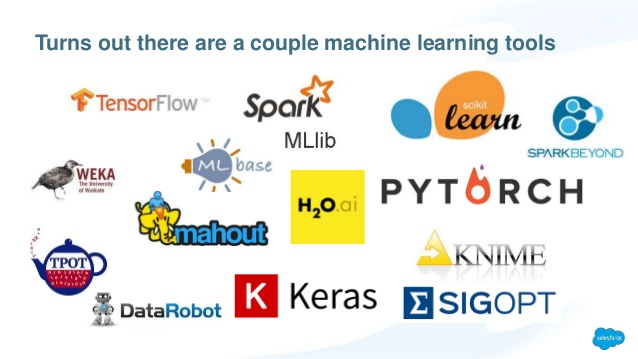 Turns out there are a couple machine learning tools
TensorFlow™
Spark
MLlib
scikit
learn
SPARKBEYOND
WEKA
The University
of Waikato
ML base
H2O.ai
PYTORCH
mahout
TPOT
KNIME
DataRobot
K Keras
Σ SIGOPT
salesforce